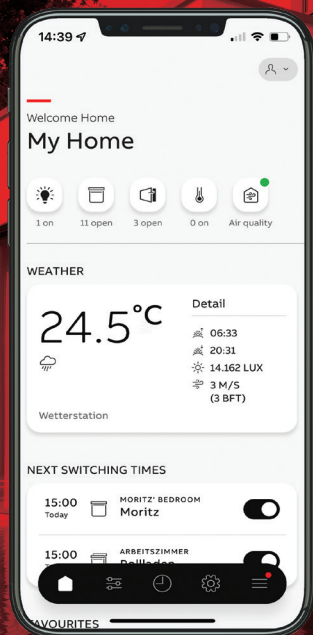 14:39
Welcome Home
My Home
1 on
11 open
3 open
0 on
Air quality
WEATHER
24.5°C
Wetterstation
Detail
06:33
20:31
14.162 LUX
3 M/S
(3 BFT)
NEXT SWITCHING TIMES
15:00
Today
MORITZ' BEDROOM
Moritz
15:00
ARBEITSZIMMER
Rollladen
FAVOURITES